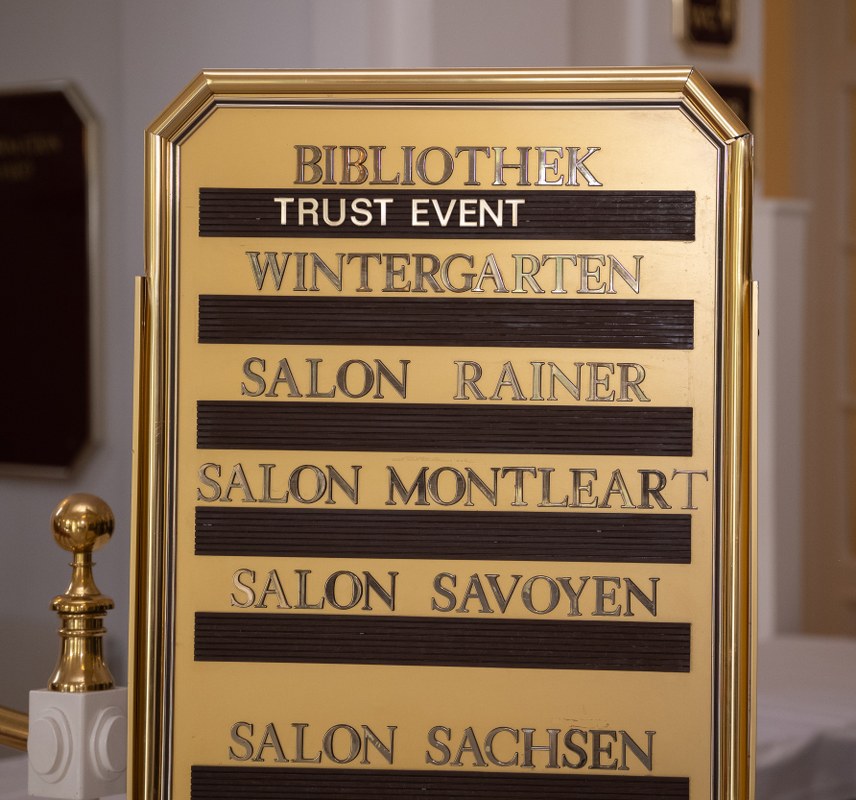 BIBLIOTHEK
TRUST EVENT
WINTERGARTEN
SALON RAINER
SALON MONTLEART
SALON SAVOYEN
SALON SACHSEN